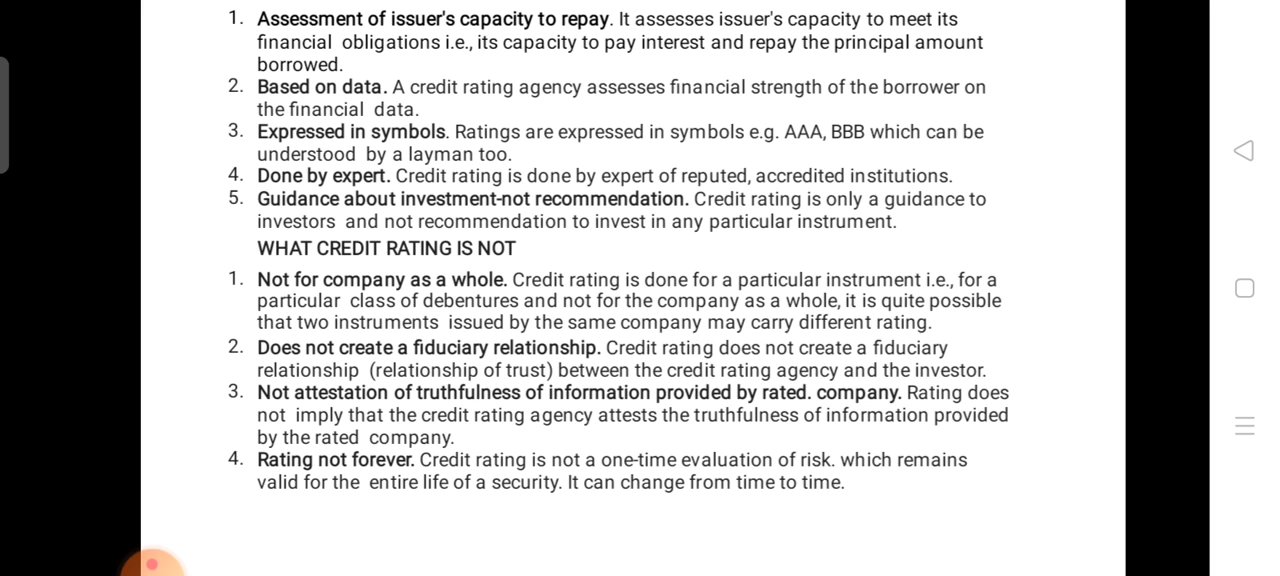 1. Assessment of issuer's capacity to repay. It assesses issuer's capacity to meet its
financial obligations i.e., its capacity to pay interest and repay the principal amount
borrowed.
2. Based on data. A credit rating agency assesses financial strength of the borrower on
the financial data.
3. Expressed in symbols. Ratings are expressed in symbols e.g. AAA, BBB which can be
understood by a layman too.
4. Done by expert. Credit rating is done by expert of reputed, accredited institutions.
5. Guidance about investment-not recommendation. Credit rating is only a guidance to
investors and not recommendation to invest in any particular instrument.
WHAT CREDIT RATING IS NOT
1. Not for company as a whole. Credit rating is done for a particular instrument i.e., for a
particular class of debentures and not for the company as a whole, it is quite possible
that two instruments issued by the same company may carry different rating.
2. Does not create a fiduciary relationship. Credit rating does not create a fiduciary
relationship (relationship of trust) between the credit rating agency and the investor.
3. Not attestation of truthfulness of information provided by rated. company. Rating does
not imply that the credit rating agency attests the truthfulness of information provided
by the rated company.
4. Rating not forever. Credit rating is not a one-time evaluation of risk. which remains
valid for the entire life of a security. It can change from time to time.